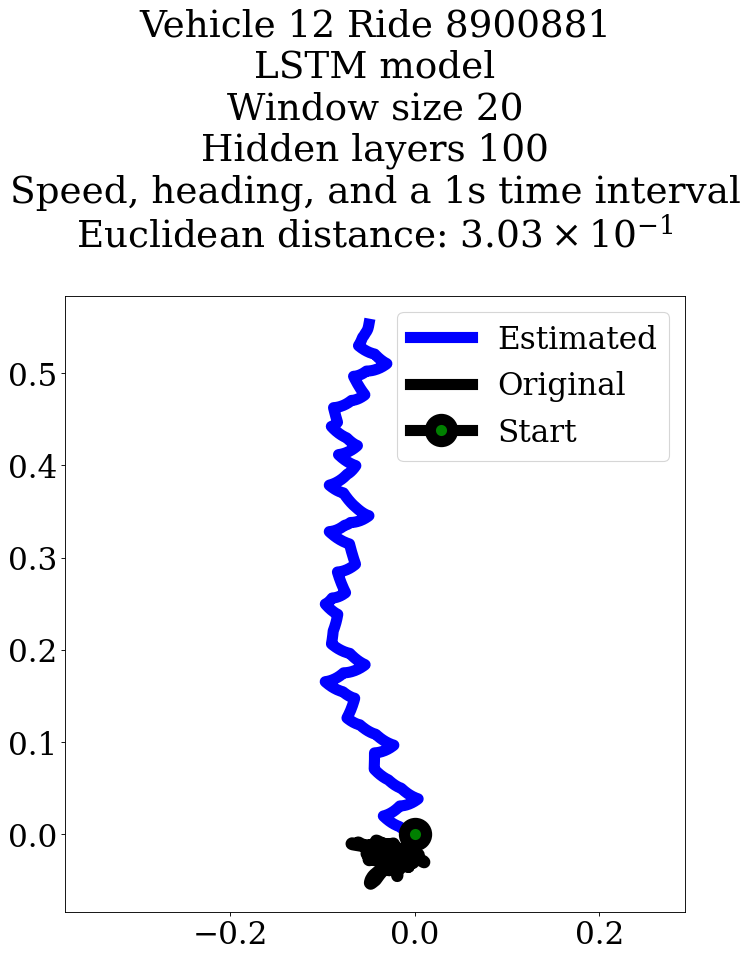 Vehicle 12 Ride 8900881
LSTM model
Window size 20
Hidden layers 100
Speed, heading, and a 1s time interval
Euclidean distance: 3.03 × 10⁻¹
Estimated
Original
Start
0.5
0.4
0.3
0.2
0.1
0.0
−0.2 0.0 0.2